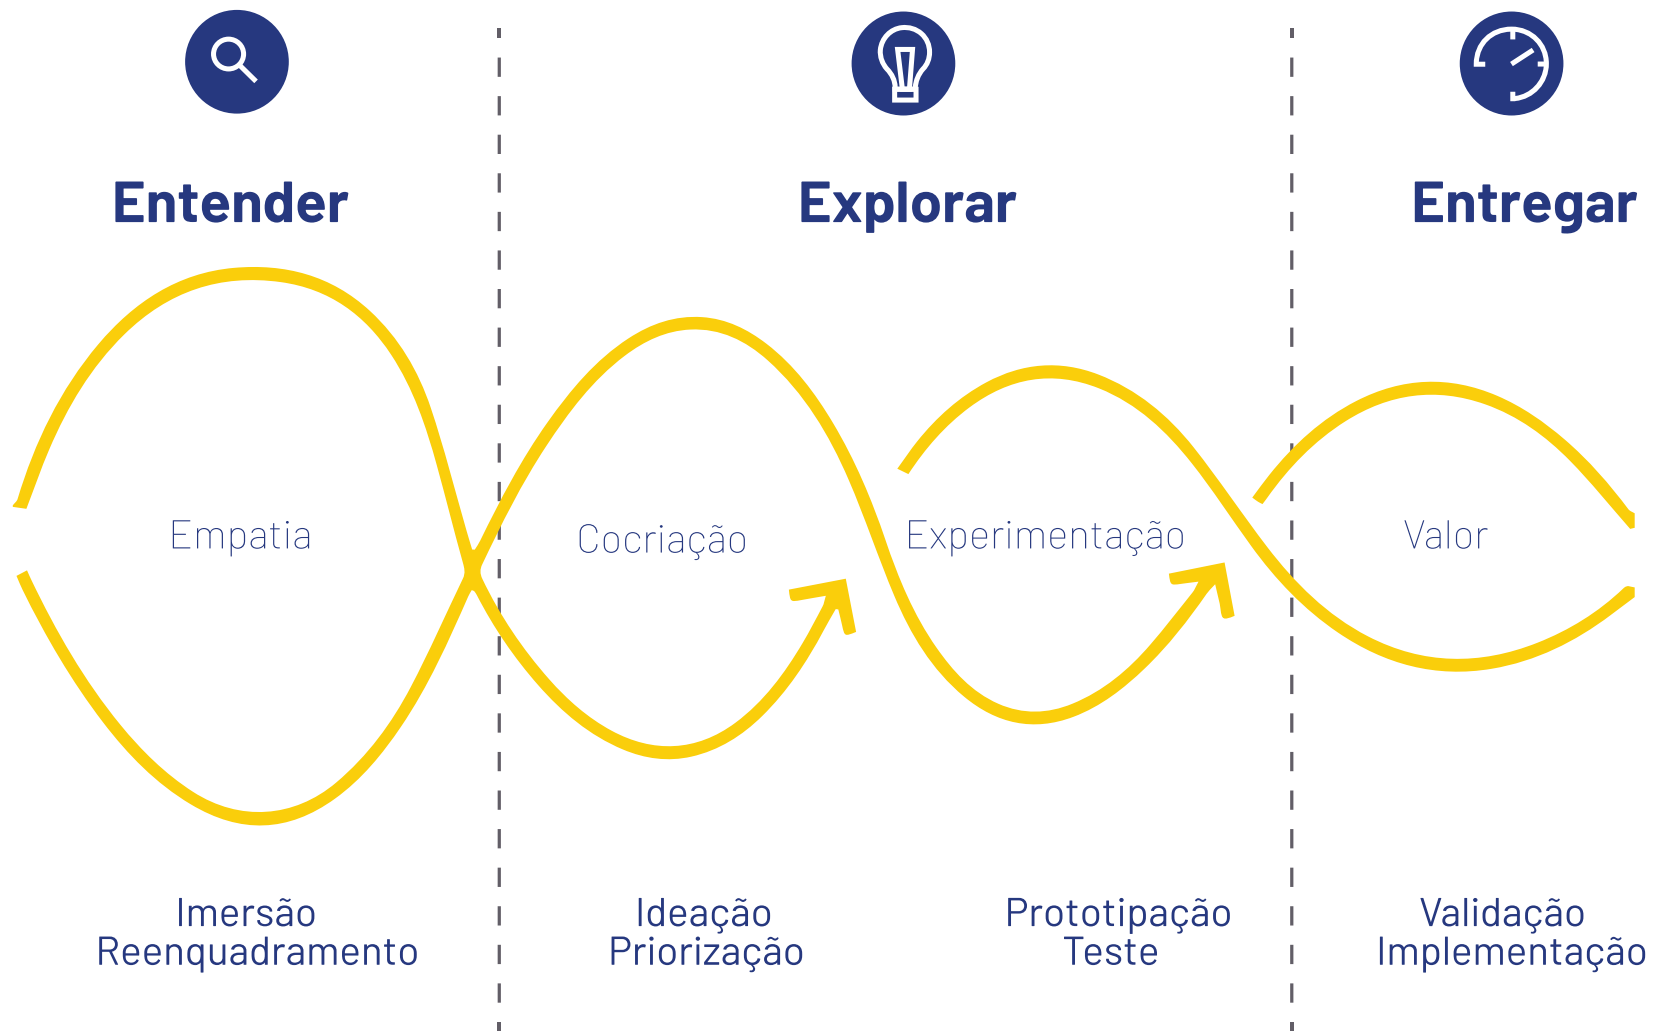 Entender
Explorar
Entregar
Empatia
Cocriação
Experimentação
Valor
Imersão
Reenquadramento
Ideação
Priorização
Prototipação
Teste
Validação
Implementação